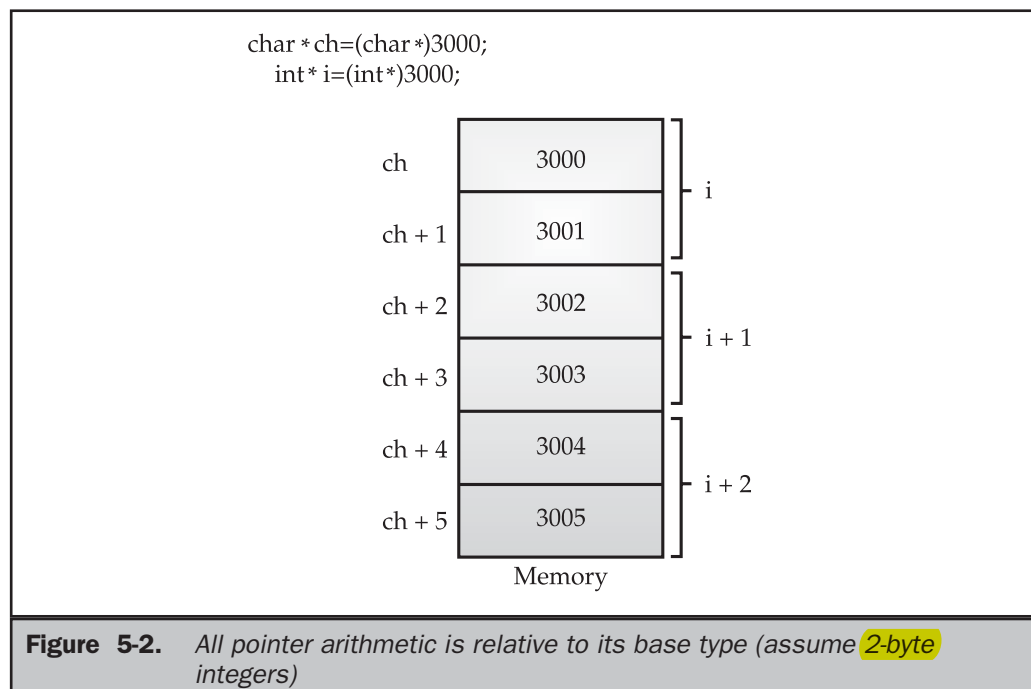 char * ch=(char*)3000;
int* i=(int*)3000;
ch 3000
i
ch + 1 3001
ch + 2 3002
i + 1
ch + 3 3003
ch + 4 3004
i + 2
ch + 5 3005
Memory
Figure 5-2. All pointer arithmetic is relative to its base type (assume 2-byte
integers)